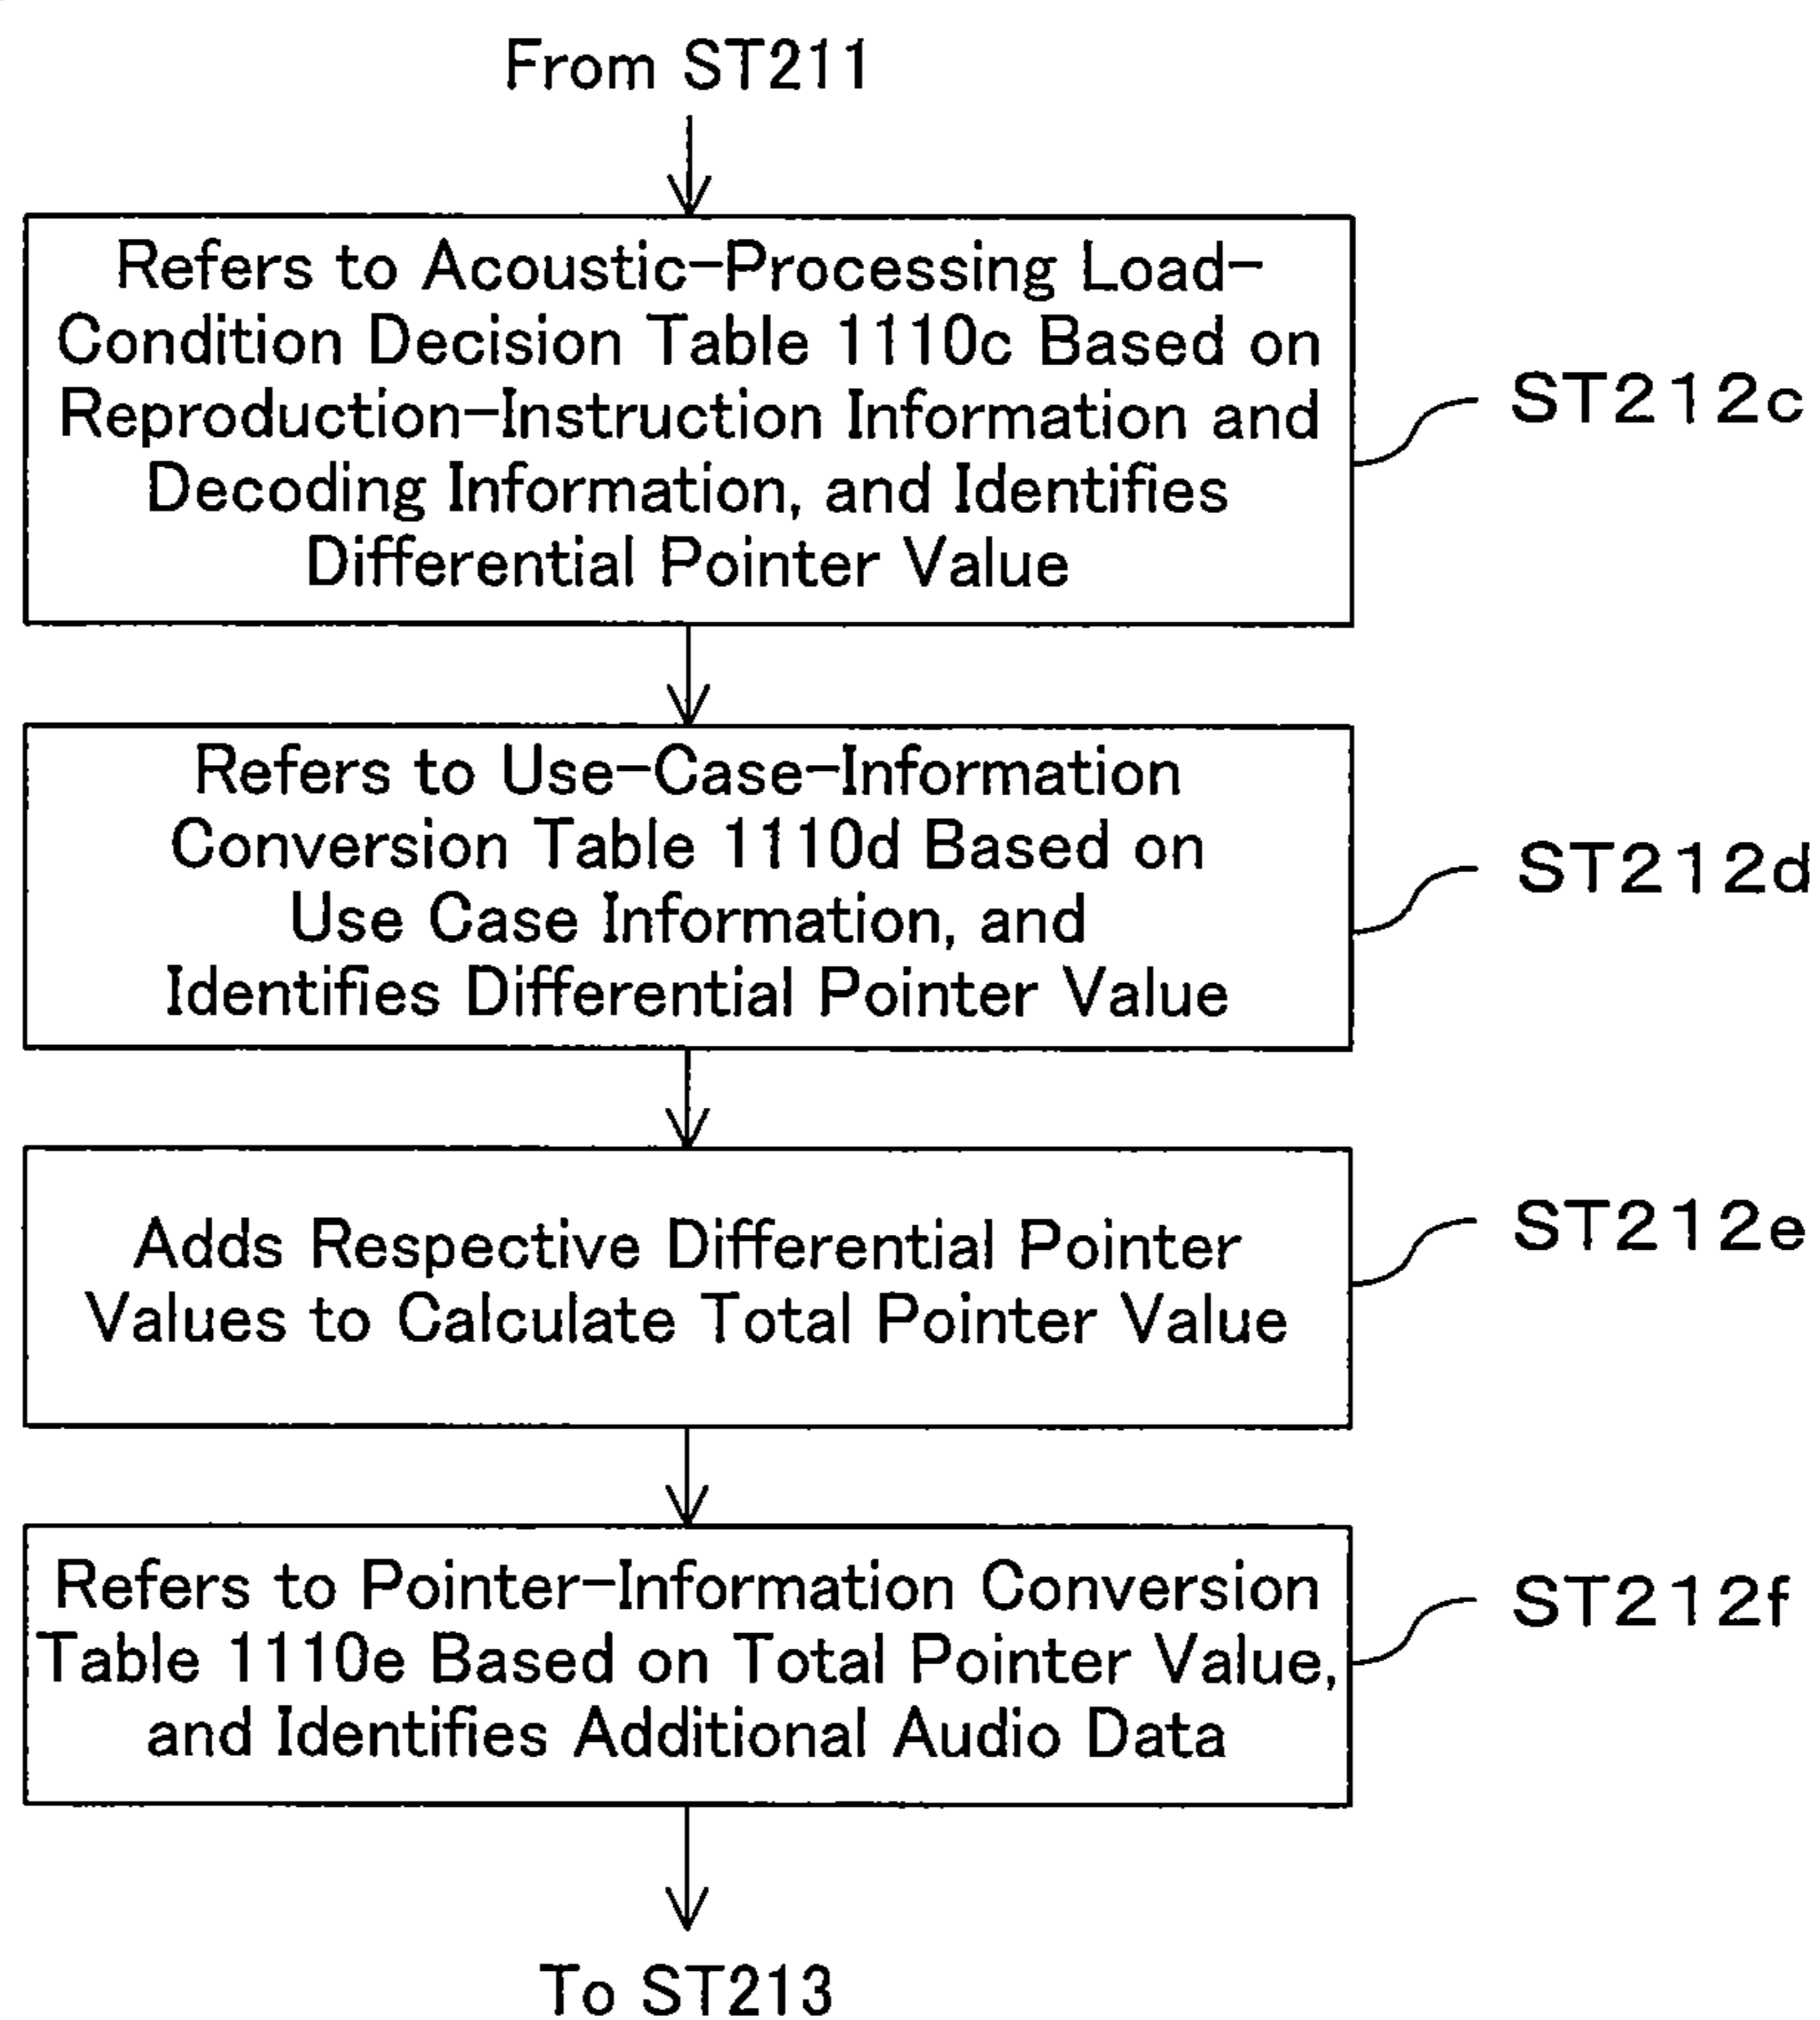 From ST211
Refers to Acoustic-Processing Load-
Condition Decision Table 1110c Based on
Reproduction-Instruction Information and
Decoding Information, and Identifies
Differential Pointer Value
ST212c
Refers to Use-Case-Information
Conversion Table 1110d Based on
Use Case Information, and
Identifies Differential Pointer Value
ST212d
Adds Respective Differential Pointer
Values to Calculate Total Pointer Value
ST212e
Refers to Pointer-Information Conversion
Table 1110e Based on Total Pointer Value,
and Identifies Additional Audio Data
ST212f
To ST213